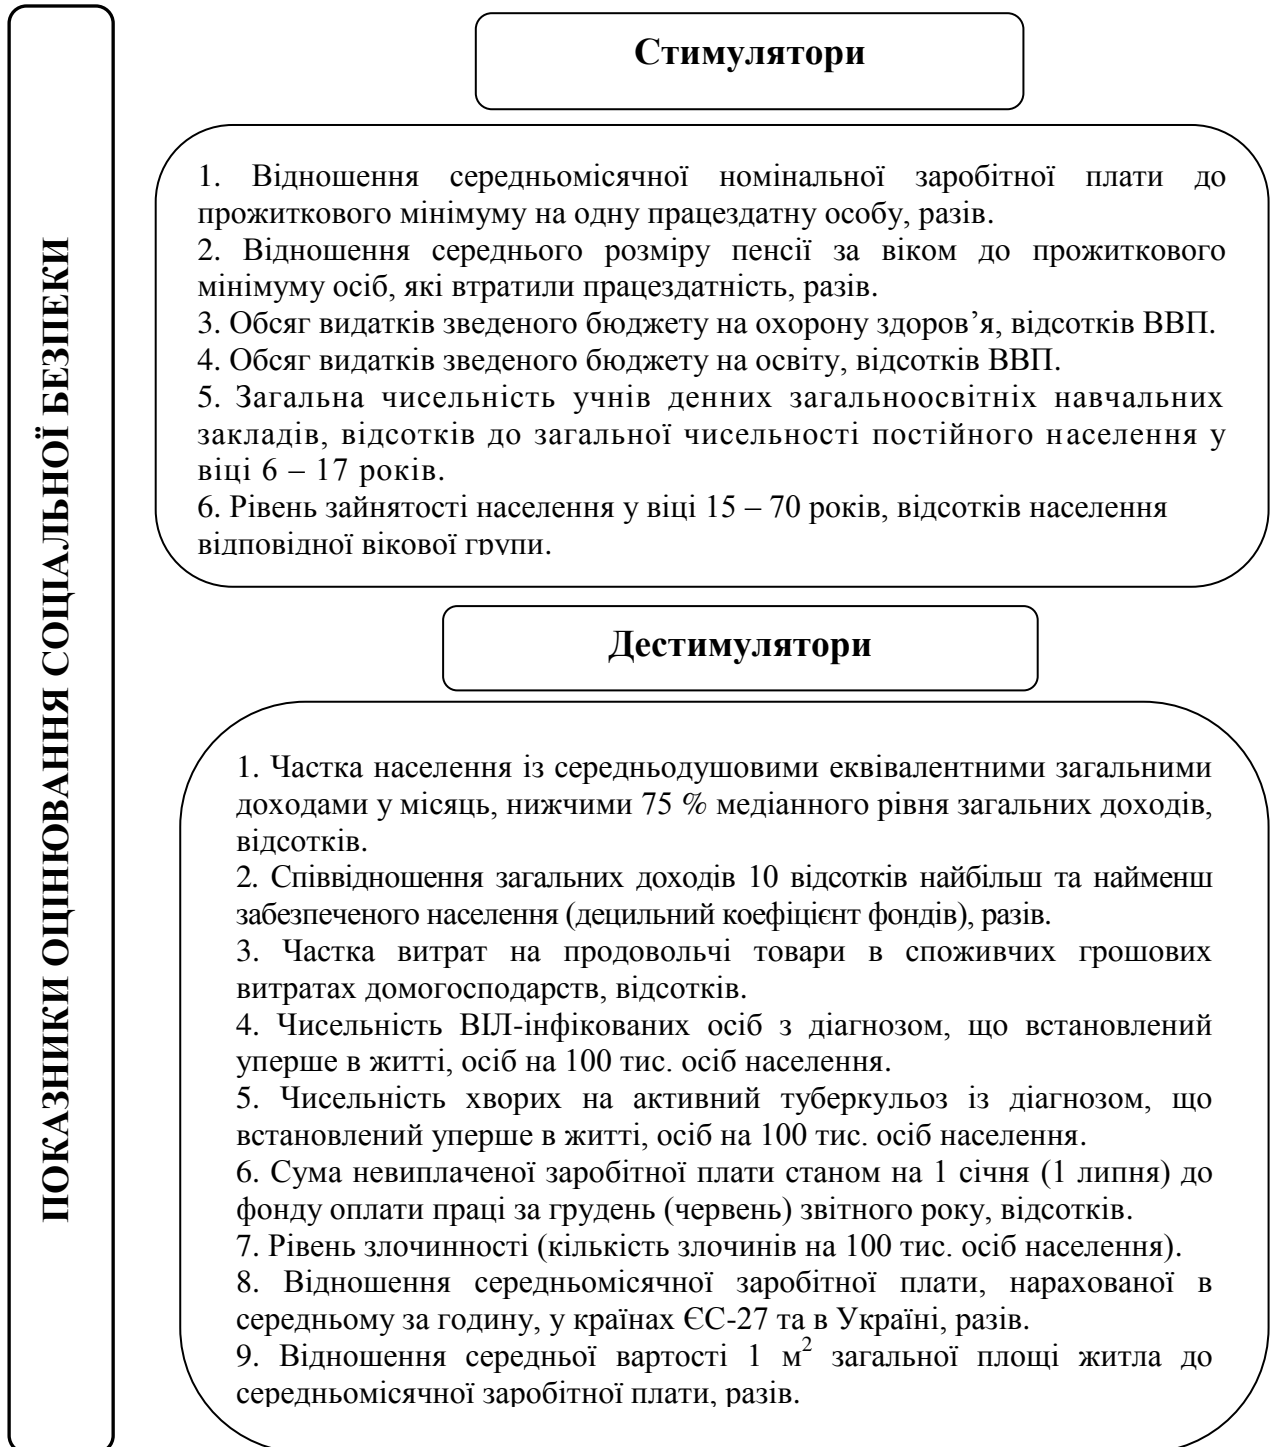 ПОКАЗНИКИ ОЦІНЮВАННЯ СОЦІАЛЬНОЇ БЕЗПЕКИ
Стимулятори
1. Відношення середньомісячної номінальної заробітної плати до
прожиткового мінімуму на одну працездатну особу, разів.
2. Відношення середнього розміру пенсії за віком до прожиткового
мінімуму осіб, які втратили працездатність, разів.
3. Обсяг видатків зведеного бюджету на охорону здоров’я, відсотків ВВП.
4. Обсяг видатків зведеного бюджету на освіту, відсотків ВВП.
5. Загальна чисельність учнів денних загальноосвітніх навчальних
закладів, відсотків до загальної чисельності постійного населення у
віці 6 – 17 років.
6. Рівень зайнятості населення у віці 15 – 70 років, відсотків населення
відповідної вікової групи.
Дестимулятори
1. Частка населення із середньодушовими еквівалентними загальними
доходами у місяць, нижчими 75 % медіанного рівня загальних доходів,
відсотків.
2. Співвідношення загальних доходів 10 відсотків найбільш та найменш
забезпеченого населення (децильний коефіцієнт фондів), разів.
3. Частка витрат на продовольчі товари в споживчих грошових
витратах домогосподарств, відсотків.
4. Чисельність ВІЛ-інфікованих осіб з діагнозом, що встановлений
уперше в житті, осіб на 100 тис. осіб населення.
5. Чисельність хворих на активний туберкульоз із діагнозом, що
встановлений уперше в житті, осіб на 100 тис. осіб населення.
6. Сума невиплаченої заробітної плати станом на 1 січня (1 липня) до
фонду оплати праці за грудень (червень) звітного року, відсотків.
7. Рівень злочинності (кількість злочинів на 100 тис. осіб населення).
8. Відношення середньомісячної заробітної плати, нарахованої в
середньому за годину, у країнах ЄС-27 та в Україні, разів.
9. Відношення середньої вартості 1 м² загальної площі житла до
середньомісячної заробітної плати, разів.